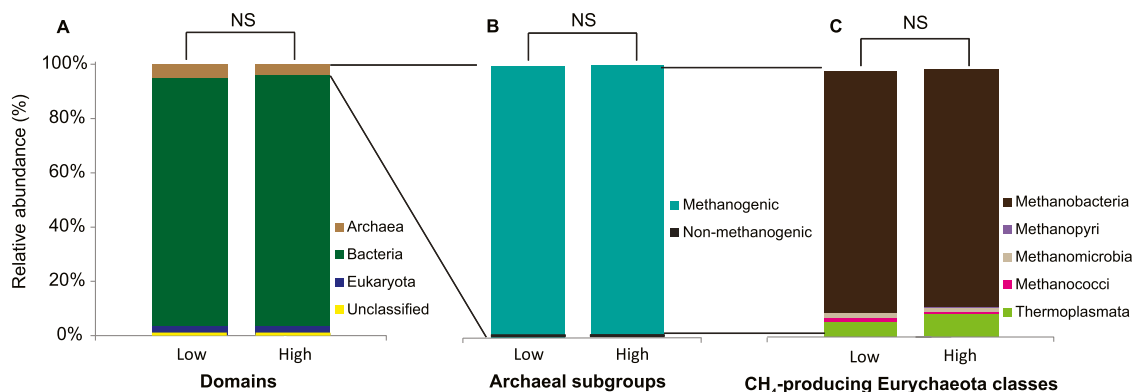 A
NS
B
NS
C
NS
Relative abundance (%)
100%
80%
60%
40%
20%
0%
Archaea
Bacteria
Eukaryota
Unclassified
Low
High
Domains
Methanogenic
Non-methanogenic
Low
High
Archaeal subgroups
Methanobacteria
Methanopyri
Methanomicrobia
Methanococci
Thermoplasmata
Low
High
CH₄-producing Eurychaeota classes